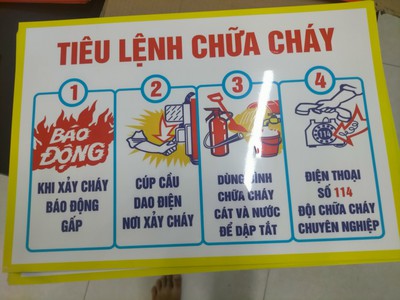 TIÊU LỆNH CHỮA CHÁY
1
BÁO
ĐỘNG
KHI XẢY CHÁY
BÁO ĐỘNG
GẤP
2
CÚP CẦU
DAO ĐIỆN
NƠI XẢY CHÁY
3
DÙNG BÌNH
CHỮA CHÁY
CÁT VÀ NƯỚC
ĐỂ DẬP TẮT
4
ĐIỆN THOẠI
SỐ 114
ĐỘI CHỮA CHÁY
CHUYÊN NGHIỆP